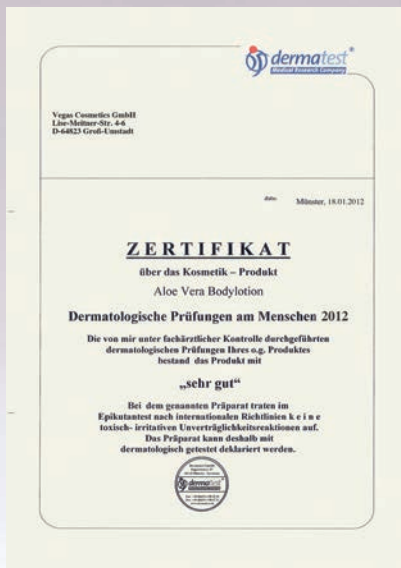 dermatest®
Medical Research Company
Vegas Cosmetics GmbH
Lise-Meitner-Str. 4-6
D-64823 Groß-Umstadt
date: Münster, 18.01.2012
ZERTIFIKAT
über das Kosmetik – Produkt
Aloe Vera Bodylotion
Dermatologische Prüfungen am Menschen 2012
Die von mir unter fachärztlicher Kontrolle durchgeführten
dermatologischen Prüfungen Ihres o.g. Produktes
bestand das Produkt mit
„sehr gut“
Bei dem genannten Präparat traten im
Epikutantest nach internationalen Richtlinien k e i n e
toxisch- irritativen Unverträglichkeitsreaktionen auf.
Das Präparat kann deshalb mit
dermatologisch getestet deklariert werden.
dermatest